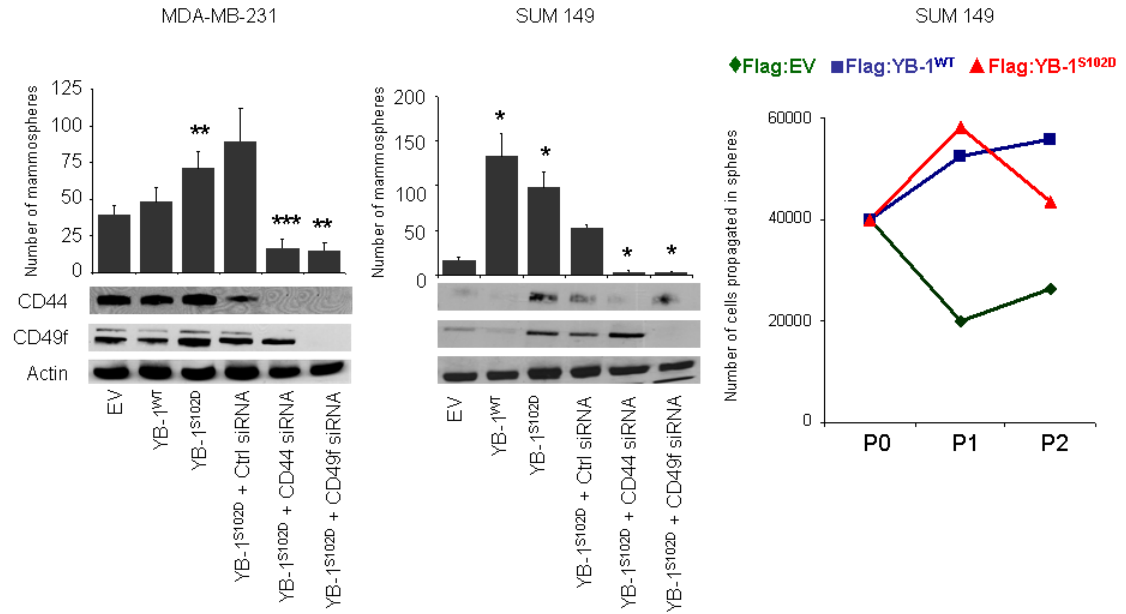 MDA-MB-231
Number of mammospheres
125
100
75
50
25
0
**
***
**
CD44
CD49f
Actin
EV
YB-1WT
YB-1S102D
YB-1S102D + Ctrl siRNA
YB-1S102D + CD44 siRNA
YB-1S102D + CD49f siRNA
SUM 149
Number of mammospheres
200
150
100
50
0
*
*
*
*
EV
YB-1WT
YB-1S102D
YB-1S102D + Ctrl siRNA
YB-1S102D + CD44 siRNA
YB-1S102D + CD49f siRNA
SUM 149
Flag:EV Flag:YB-1WT Flag:YB-1S102D
Number of cells propagated in spheres
60000
40000
20000
0
P0 P1 P2